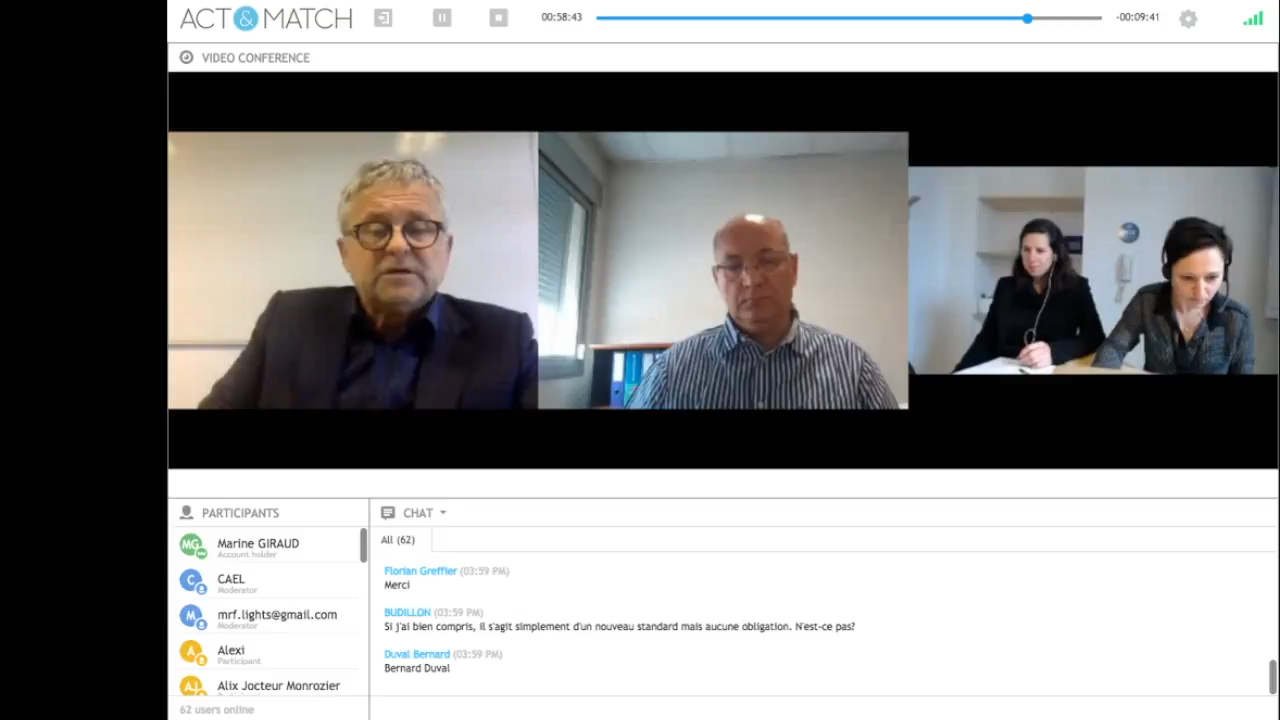 ACT & MATCH
00:58:43
-00:09:41
VIDEO CONFERENCE
PARTICIPANTS
MG Marine GIRAUD
Account holder
C CAEL
Moderator
M mrf.lights@gmail.com
Moderator
A Alexi
Participant
AJ Alix Jocteur Monrozier
62 users online
CHAT
All (62)
Florian Greffier (03:59 PM)
Merci
BUDILLON (03:59 PM)
Si j'ai bien compris, il s'agit simplement d'un nouveau standard mais aucune obligation. N'est-ce pas?
Duval Bernard (03:59 PM)
Bernard Duval